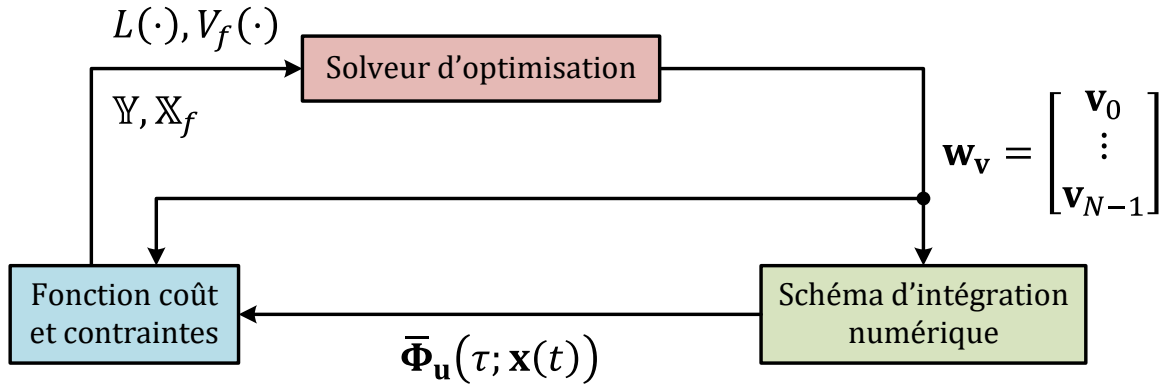 L(·), V_f(·)
Solveur d'optimisation
𝕐, 𝕏_f
𝐰_𝐯 = [𝐯_0 ⋮ 𝐯_{N−1}]
Fonction coût
et contraintes
Schéma d'intégration
numérique
𝚽̅_𝐮(τ; 𝐱(t))